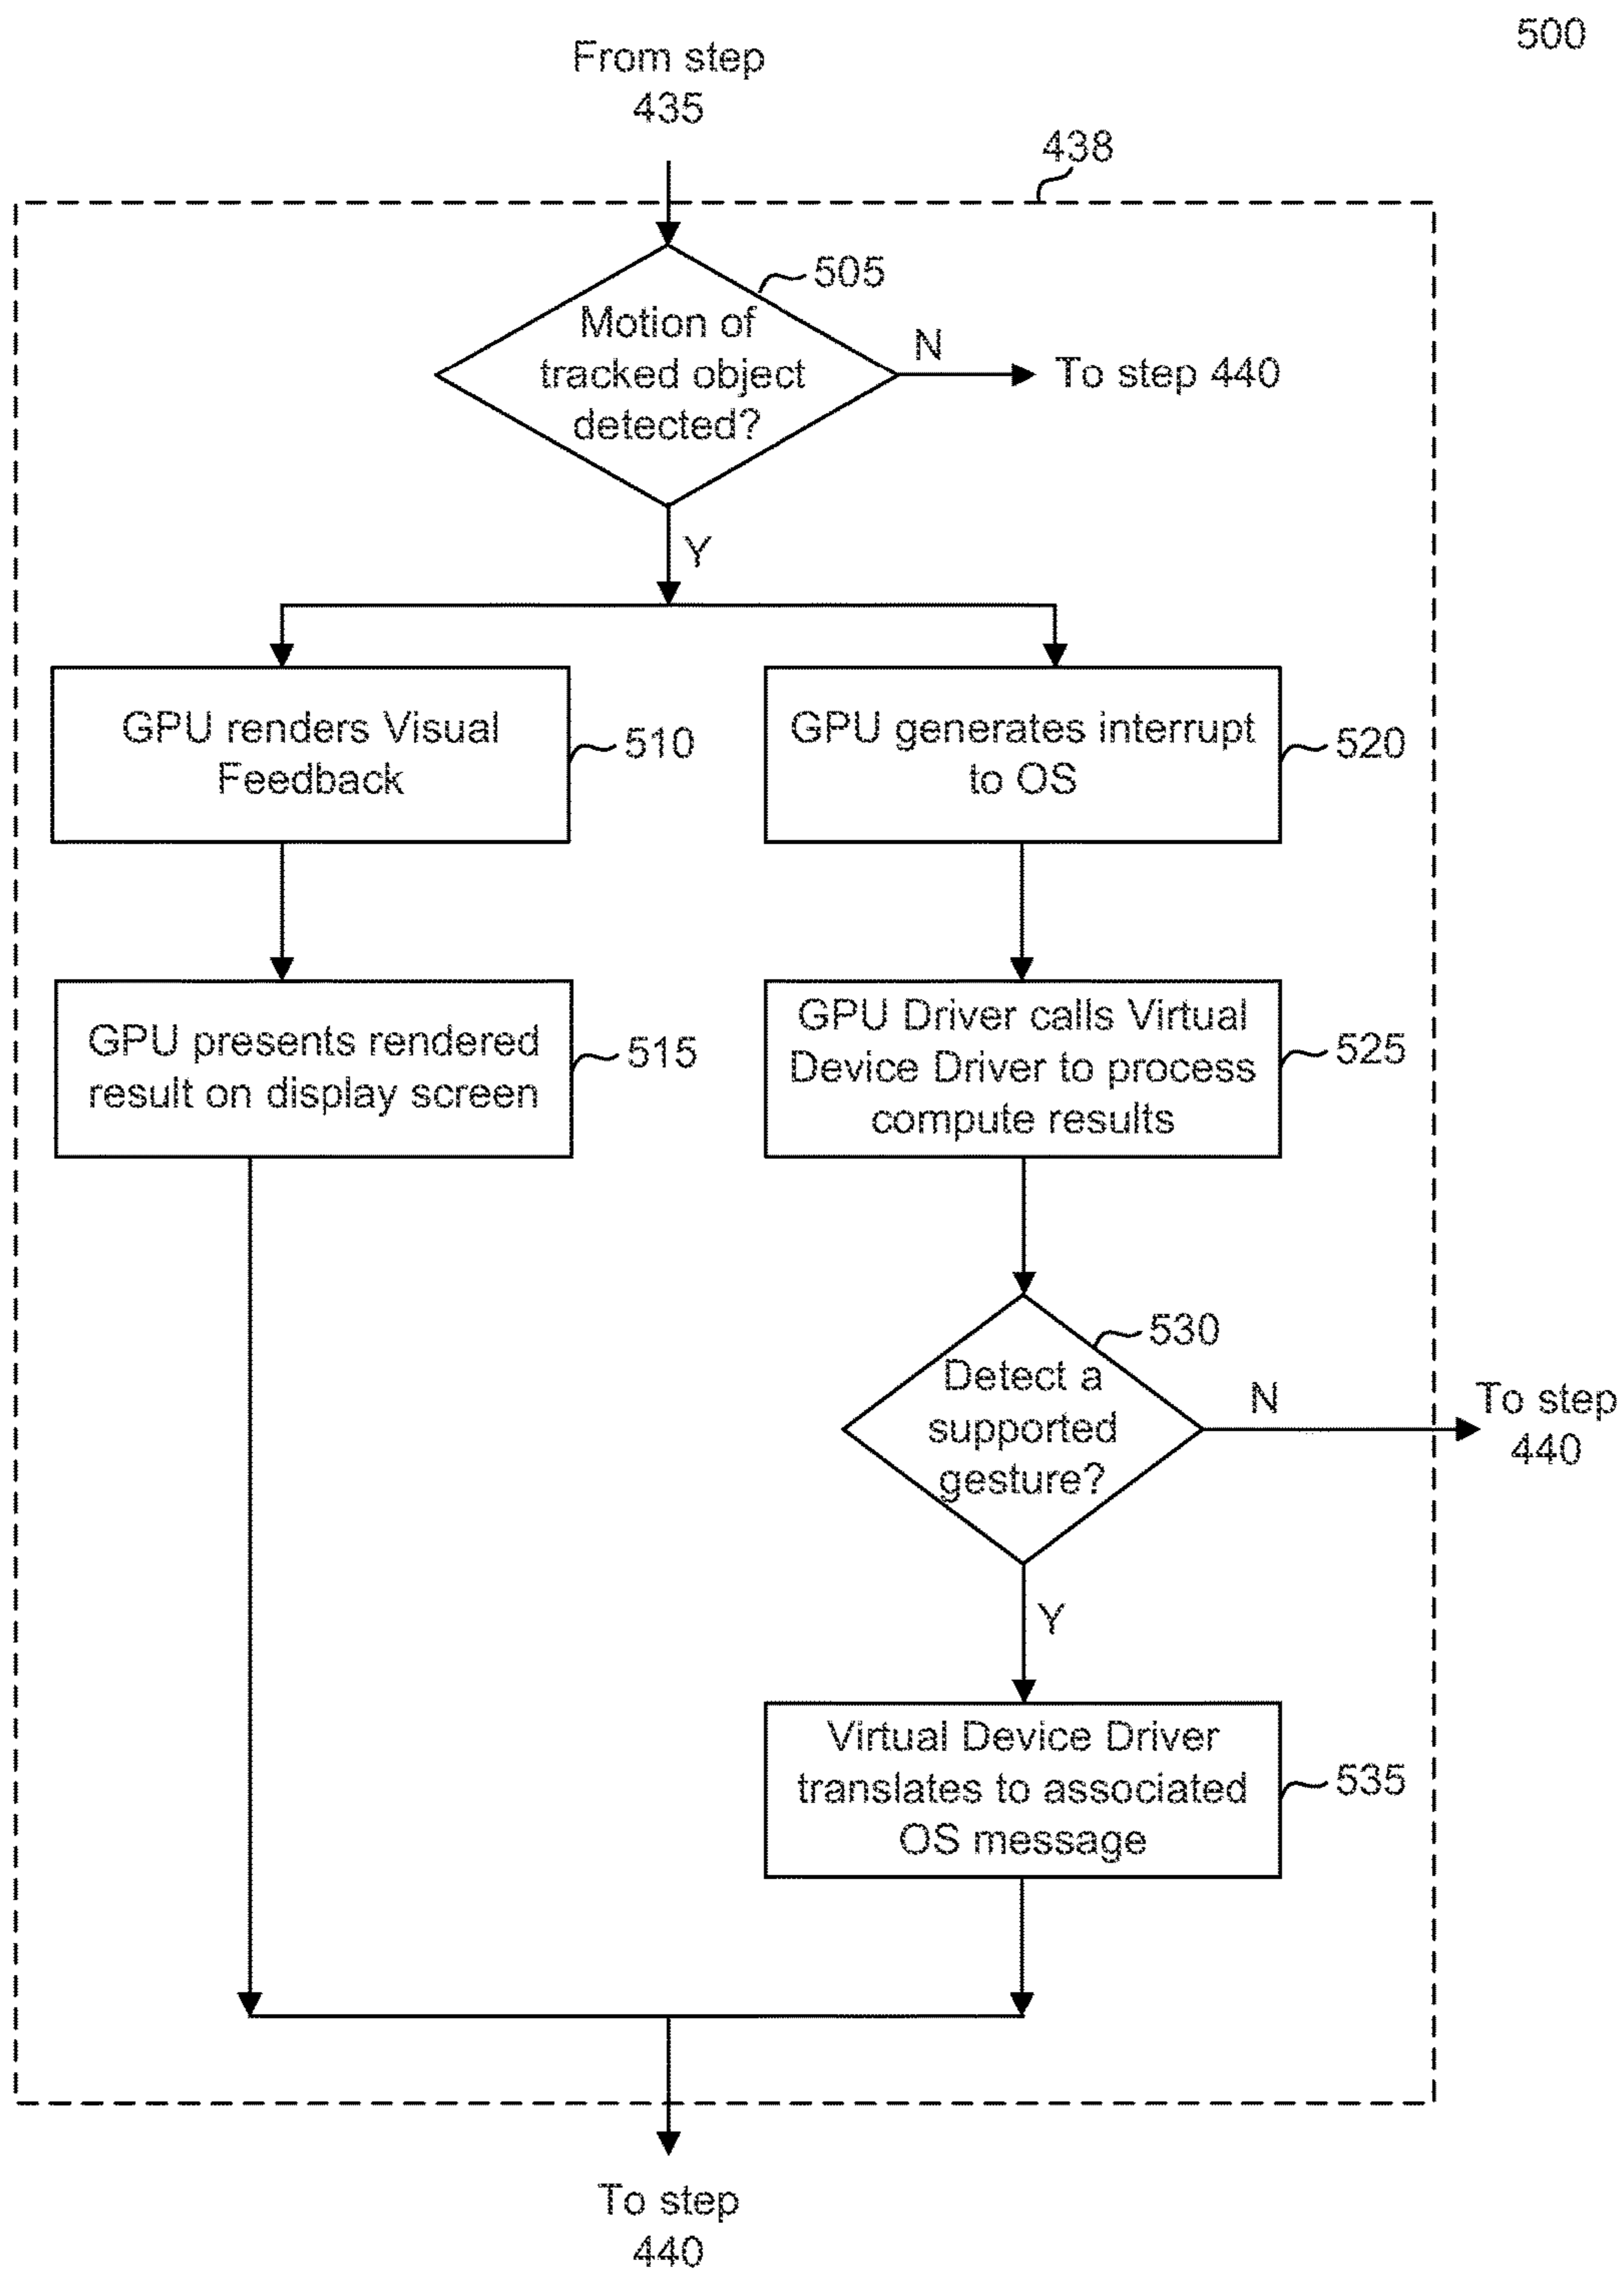 500
From step
435
438
505
Motion of
tracked object
detected?
N
To step 440
Y
GPU renders Visual
Feedback
510
GPU generates interrupt
to OS
520
GPU presents rendered
result on display screen
515
GPU Driver calls Virtual
Device Driver to process
compute results
525
530
Detect a
supported
gesture?
N
To step
440
Y
Virtual Device Driver
translates to associated
OS message
535
To step
440